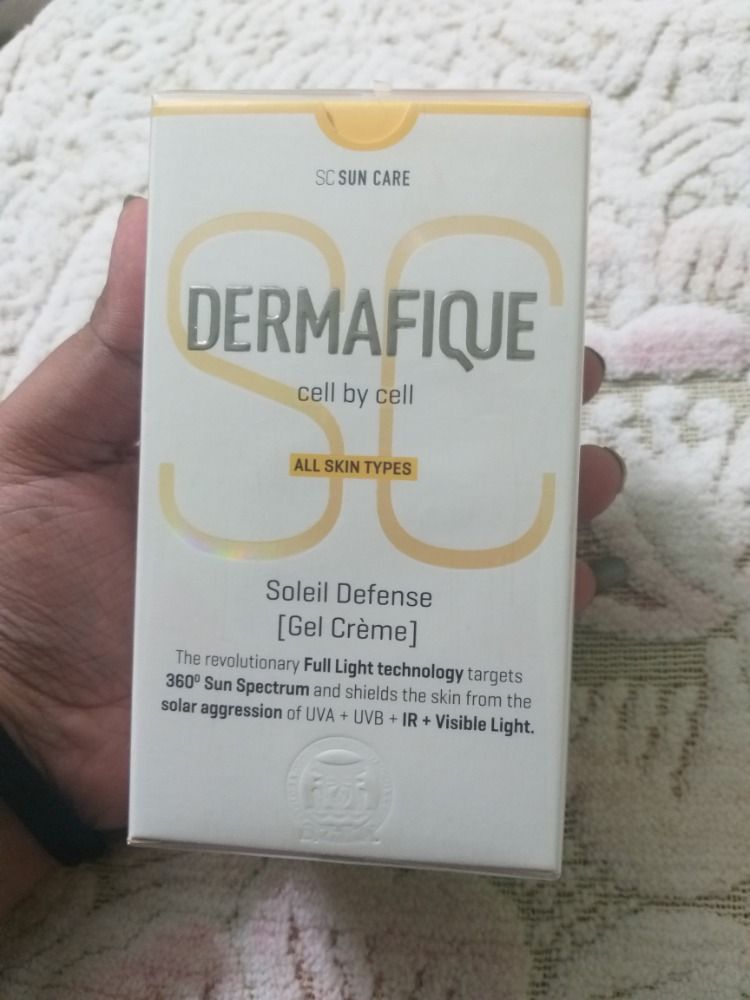 SC SUN CARE
SC
DERMAFIQUE
cell by cell
ALL SKIN TYPES
Soleil Defense
[Gel Crème]
The revolutionary Full Light technology targets
360⁰ Sun Spectrum and shields the skin from the
solar aggression of UVA + UVB + IR + Visible Light.